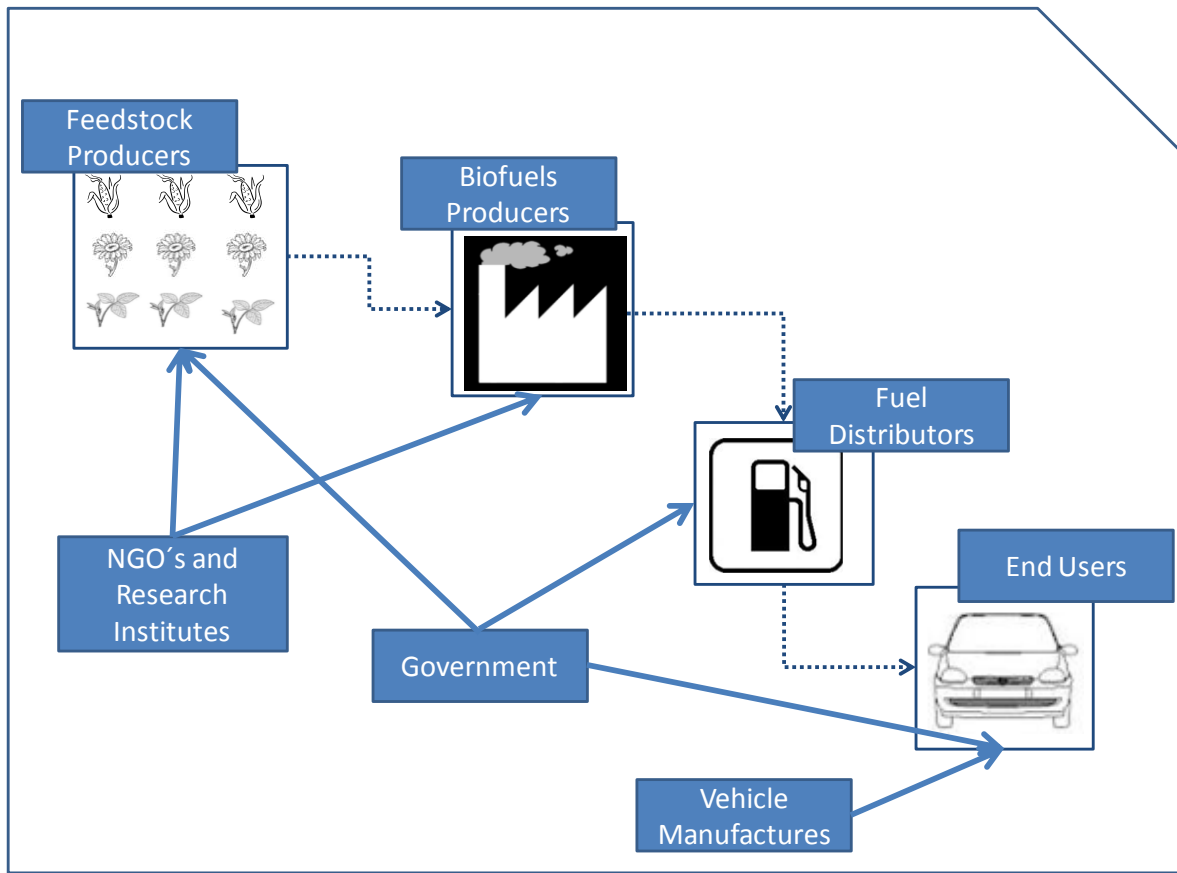 Feedstock
Producers
Biofuels
Producers
Fuel
Distributors
End Users
NGO´s and
Research
Institutes
Government
Vehicle
Manufactures